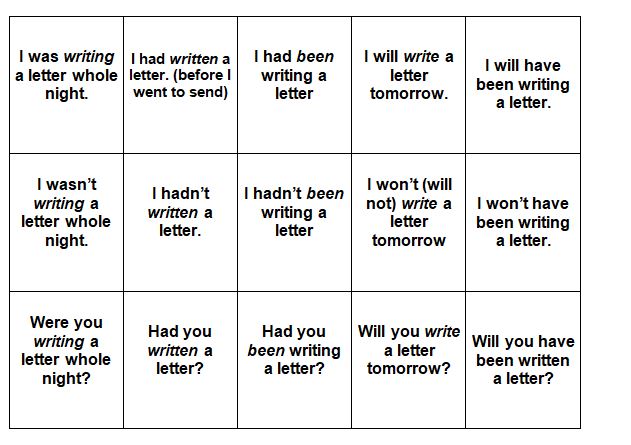 I was writing
a letter whole
night.
I had written a
letter. (before I
went to send)
I had been
writing a
letter
I will write a
letter
tomorrow.
I will have
been writing
a letter.
I wasn’t
writing a
letter whole
night.
I hadn’t
written a
letter.
I hadn’t been
writing a
letter
I won’t (will
not) write a
letter
tomorrow
I won’t have
been writing
a letter.
Were you
writing a
letter whole
night?
Had you
written a
letter?
Had you
been writing
a letter?
Will you write
a letter
tomorrow?
Will you have
been written
a letter?